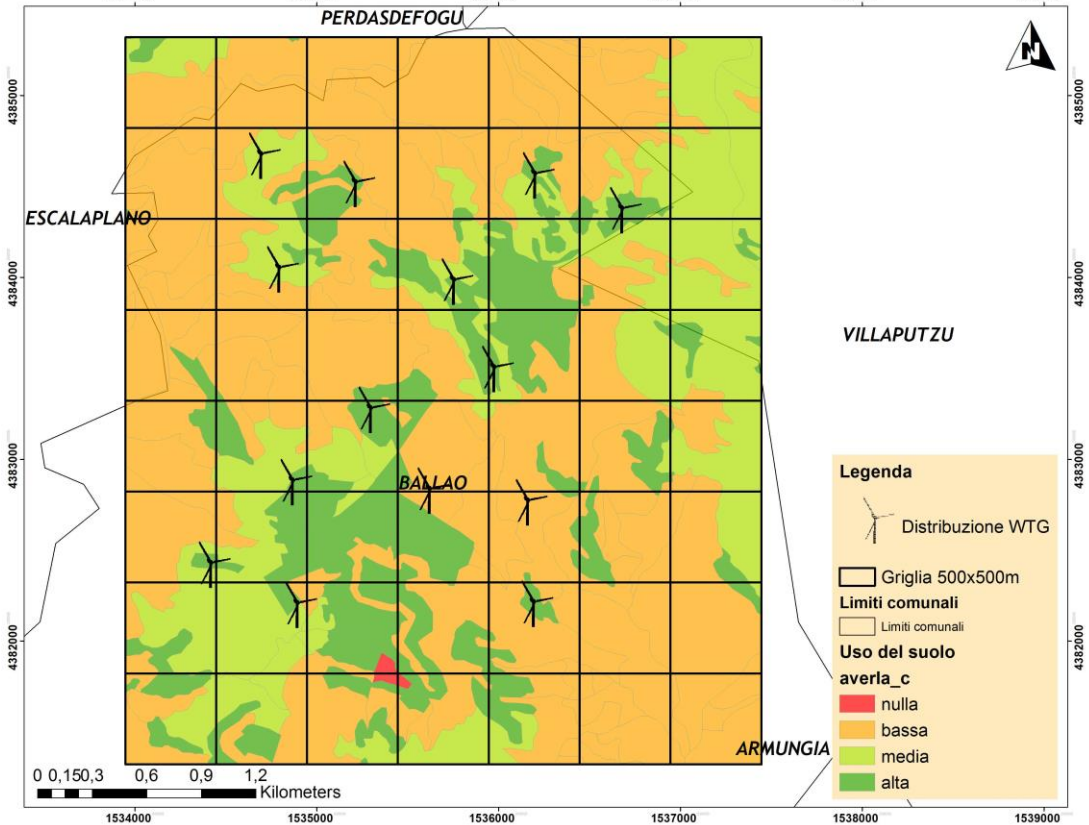 PERDASDEFOGU
N
ESCALAPLANO
VILLAPUTZU
BALLAO
ARMUNGIA
4385000
4384000
4383000
4382000
4385000
4384000
4383000
4382000
Legenda
Distribuzione WTG
Griglia 500x500m
Limiti comunali
Limiti comunali
Uso del suolo
averla_c
nulla
bassa
media
alta
0 0,150,3 0,6 0,9 1,2
Kilometers
1534000 1535000 1536000 1537000 1538000 1539000